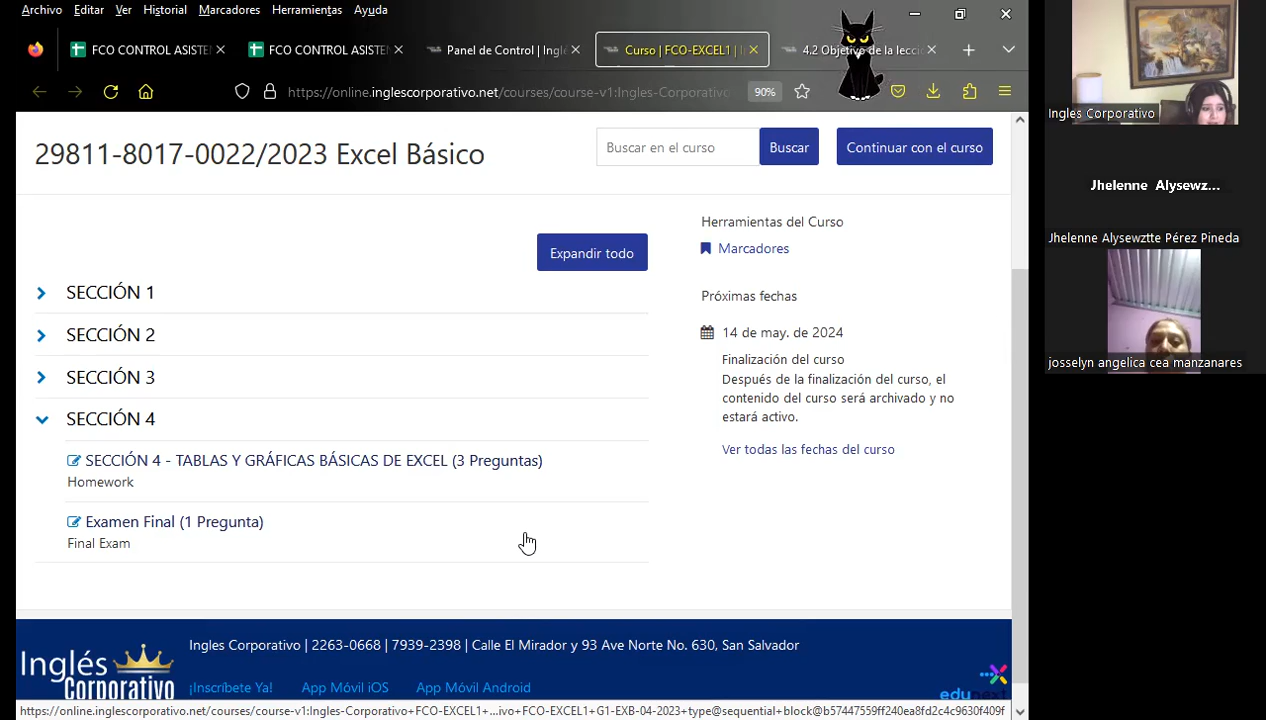 Archivo Editar Ver Historial Marcadores Herramientas Ayuda
FCO CONTROL ASISTEN
FCO CONTROL ASISTEN
Panel de Control | Inglé
Curso | FCO-EXCEL1 | I
4.2 Objetivo de la lecció
https://online.inglescorporativo.net/courses/course-v1:Ingles-Corporativo
90%
29811-8017-0022/2023 Excel Básico
Buscar en el curso
Buscar
Continuar con el curso
Expandir todo
SECCIÓN 1
SECCIÓN 2
SECCIÓN 3
SECCIÓN 4
SECCIÓN 4 - TABLAS Y GRÁFICAS BÁSICAS DE EXCEL (3 Preguntas)
Homework
Examen Final (1 Pregunta)
Final Exam
Herramientas del Curso
Marcadores
Próximas fechas
14 de may. de 2024
Finalización del curso
Después de la finalización del curso, el
contenido del curso será archivado y no
estará activo.
Ver todas las fechas del curso
Ingles Corporativo | 2263-0668 | 7939-2398 | Calle El Mirador y 93 Ave Norte No. 630, San Salvador
Inglés
Corporativo
¡Inscríbete Ya! App Móvil iOS App Móvil Android
edunext
https://online.inglescorporativo.net/courses/course-v1:Ingles-Corporativo+FCO-EXCEL1+...ivo+FCO-EXCEL1+G1-EXB-04-2023+type@sequential+block@b57447559ff240ea8fd2c4c9630f409f
Ingles Corporativo
Jhelenne Alysewz...
Jhelenne Alysewztte Pérez Pineda
josselyn angelica cea manzanares